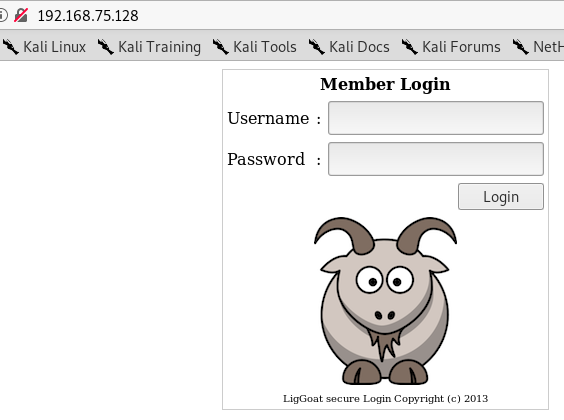 192.168.75.128
Kali Linux Kali Training Kali Tools Kali Docs Kali Forums NetH
Member Login
Username :
Password :
Login
LigGoat secure Login Copyright (c) 2013